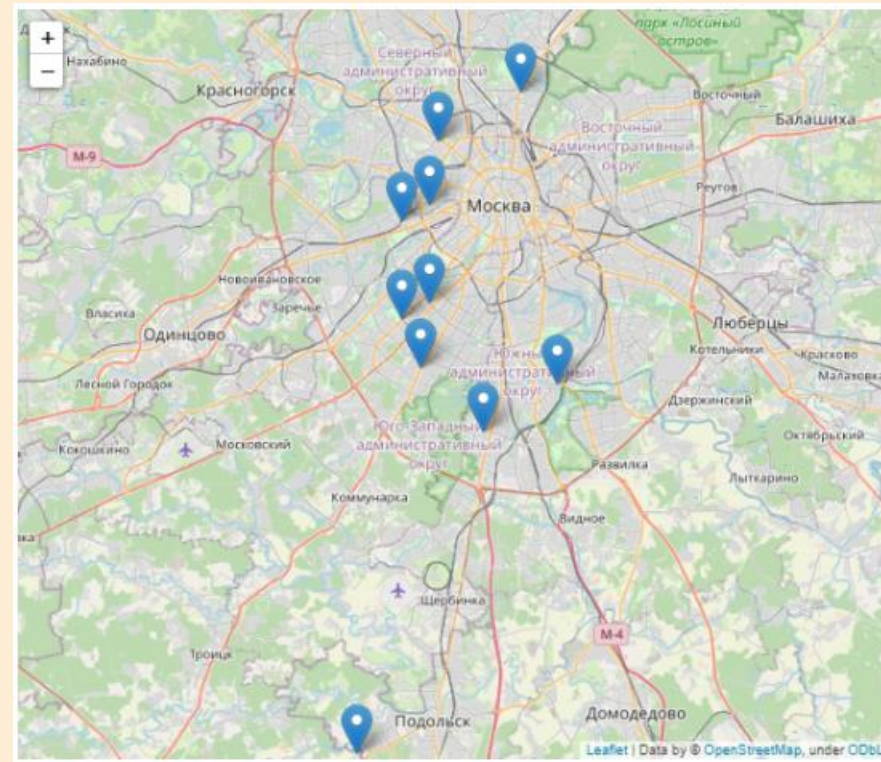 парк «Лосиный
остров»
+
−
Нахабино
Северный
административный
округ
Красногорск
Восточный
Балашиха
Восточный
административный
округ
М-9
Реутов
Москва
Новоивановское
Заречье
Власиха
Одинцово
Люберцы
Котельники
Красково
Малаховка
Южный
административный
округ
Лесной Городок
Дзержинский
Юго-Западный
административный
округ
Октябрьский
Кокошкино
Московский
Развилка
Лыткарино
Коммунарка
Видное
Щербинка
М-4
Троицк
Подольск
Домодедово
Leaflet | Data by © OpenStreetMap, under ODbL